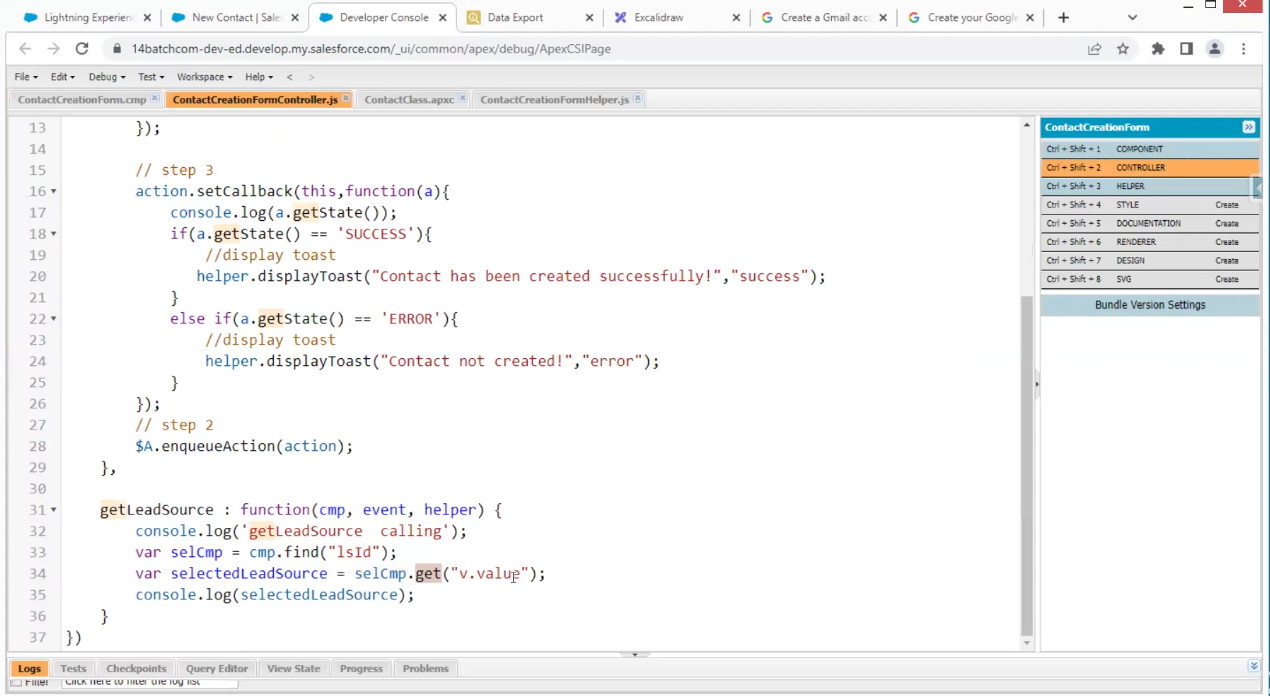 Lightning Experien
New Contact | Sales
Developer Console
Data Export
Excalidraw
Create a Gmail acc
Create your Google
14batchcom-dev-ed.develop.my.salesforce.com/_ui/common/apex/debug/ApexCSIPage
File Edit Debug Test Workspace Help < >
ContactCreationForm.cmp
ContactCreationFormController.js
ContactClass.apxc
ContactCreationFormHelper.js
13 });
14
15 // step 3
16 action.setCallback(this,function(a){
17 console.log(a.getState());
18 if(a.getState() == 'SUCCESS'){
19 //display toast
20 helper.displayToast("Contact has been created successfully!","success");
21 }
22 else if(a.getState() == 'ERROR'){
23 //display toast
24 helper.displayToast("Contact not created!","error");
25 }
26 });
27 // step 2
28 $A.enqueueAction(action);
29 },
30
31 getLeadSource : function(cmp, event, helper) {
32 console.log('getLeadSource  calling');
33 var selCmp = cmp.find("lsId");
34 var selectedLeadSource = selCmp.get("v.value");
35 console.log(selectedLeadSource);
36 }
37 })
ContactCreationForm
Ctrl + Shift + 1 COMPONENT
Ctrl + Shift + 2 CONTROLLER
Ctrl + Shift + 3 HELPER
Ctrl + Shift + 4 STYLE Create
Ctrl + Shift + 5 DOCUMENTATION Create
Ctrl + Shift + 6 RENDERER Create
Ctrl + Shift + 7 DESIGN Create
Ctrl + Shift + 8 SVG Create
Bundle Version Settings
Logs Tests Checkpoints Query Editor View State Progress Problems
Filter Click here to filter the log list